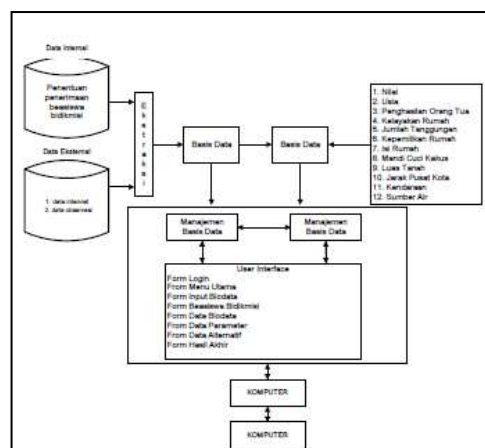 Data Internal
Penentuan
penerimaan
beasiswa
bidikmisi
Data Eksternal
1. data internal
2. data observasi
Ekstraksi
Basis Data
Basis Data
1. Nilai
2. Usia
3. Penghasilan Orang Tua
4. Kelayakan Rumah
5. Jumlah Tanggungan
6. Kepemilikan Rumah
7. Isi Rumah
8. Mandi Cuci Kakus
9. Luas Tanah
10. Jarak Pusat Kota
11. Kendaraan
12. Sumber Air
Manajemen
Basis Data
Manajemen
Basis Data
User Interface
Form Login
From Menu Utama
Form Input Biodata
Form Beasiswa Bidikmisi
Form Data Biodata
From Data Parameter
From Data Alternatif
Form Hasil Akhir
KOMPUTER
KOMPUTER